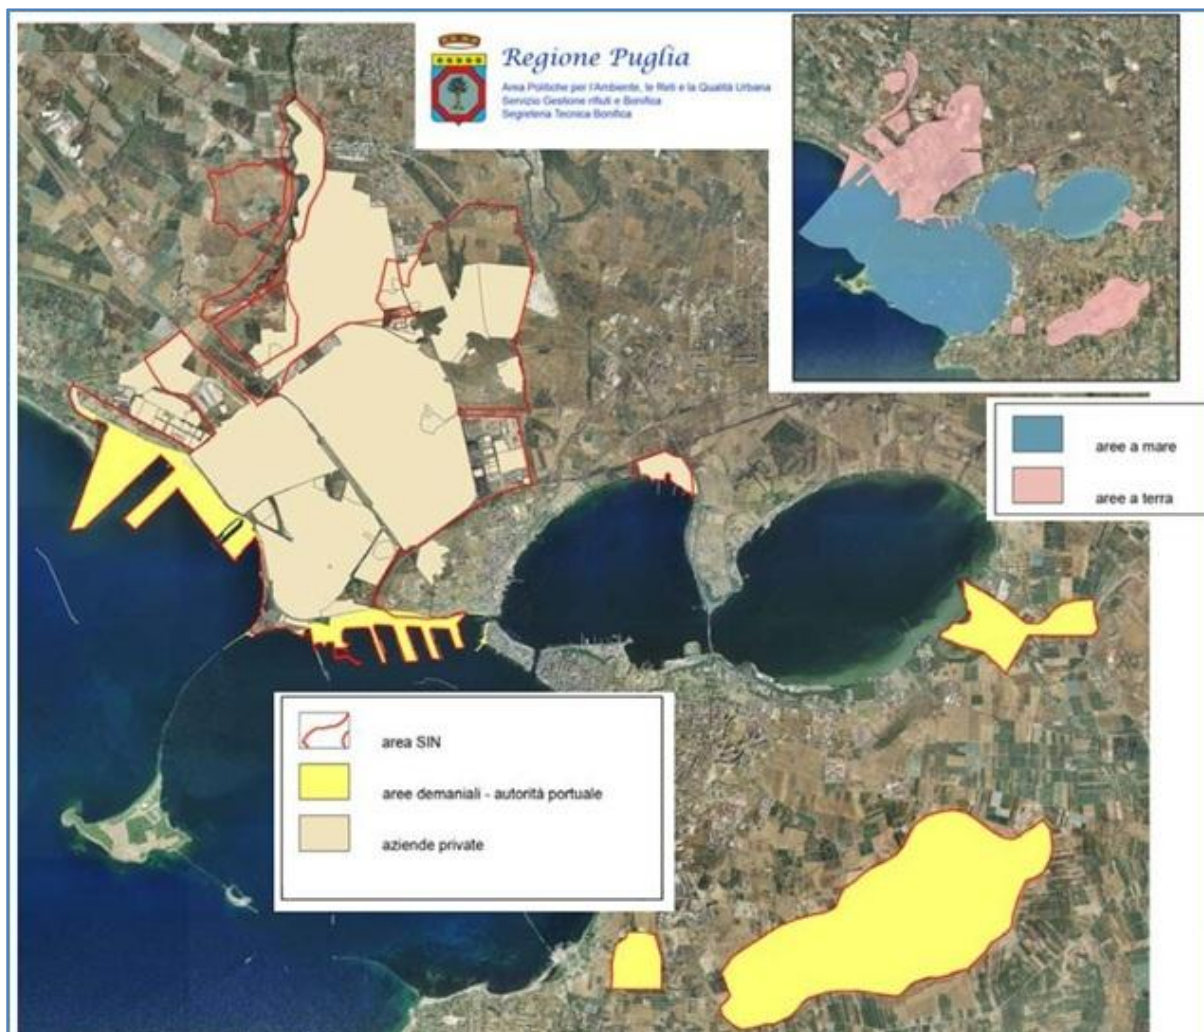 Regione Puglia
Area Politiche per l'Ambiente, le Reti e la Qualità Urbana
Servizio Gestione rifiuti e Bonifica
Segreteria Tecnica Bonifica
aree a mare
aree a terra
area SIN
aree demaniali - autorità portuale
aziende private